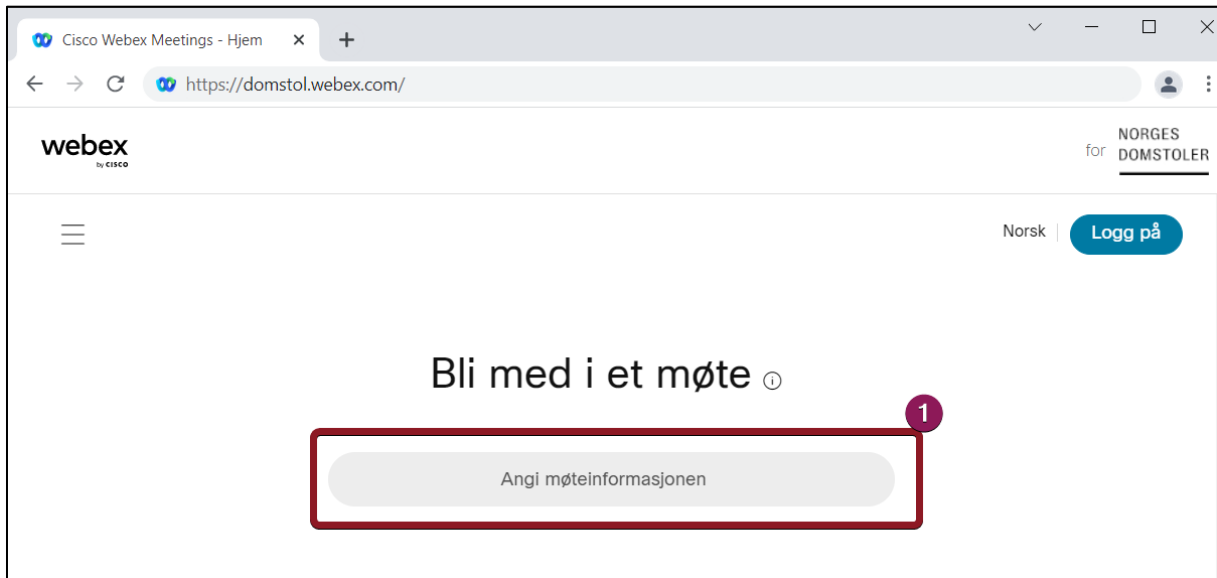 Cisco Webex Meetings - Hjem
https://domstol.webex.com/
webex
by CISCO
for NORGES DOMSTOLER
Norsk
Logg på
Bli med i et møte
1
Angi møteinformasjonen